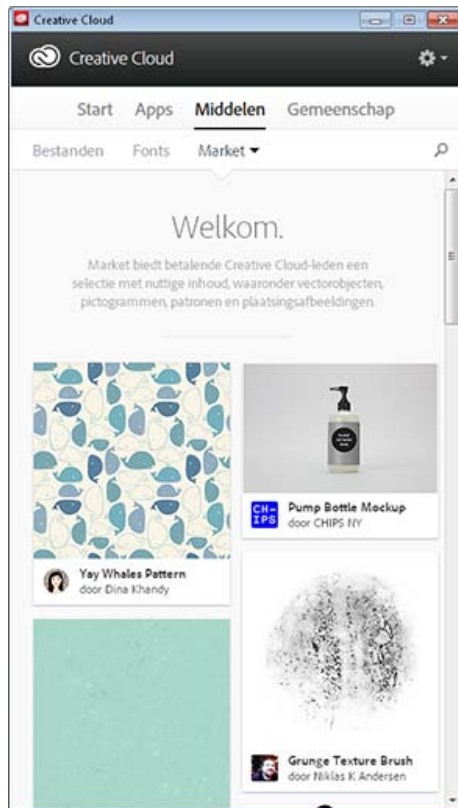 Creative Cloud
Creative Cloud
Start Apps Middelen Gemeenschap
Bestanden Fonts Market
Welkom.
Market biedt betalende Creative Cloud-leden een
selectie met nuttige inhoud, waaronder vectorobjecten,
pictogrammen, patronen en plaatsingsafbeeldingen.
Yay Whales Pattern
door Dina Khandy
CH-
IPS
Pump Bottle Mockup
door CHIPS NY
Grunge Texture Brush
door Niklas K Andersen